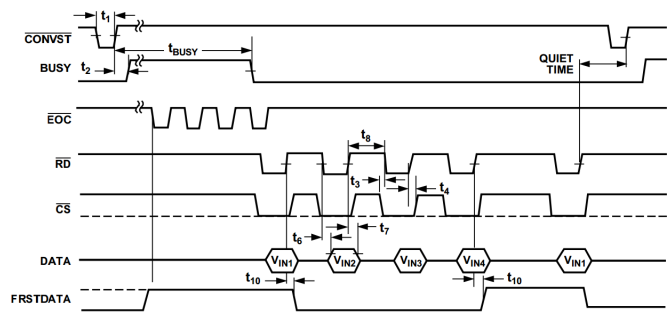 t1
CONVST
tBUSY
BUSY
t2
QUIET
TIME
EOC
t8
RD
t3
t4
CS
t6
t7
DATA
VIN1
VIN2
VIN3
VIN4
VIN1
t10
t10
FRSTDATA